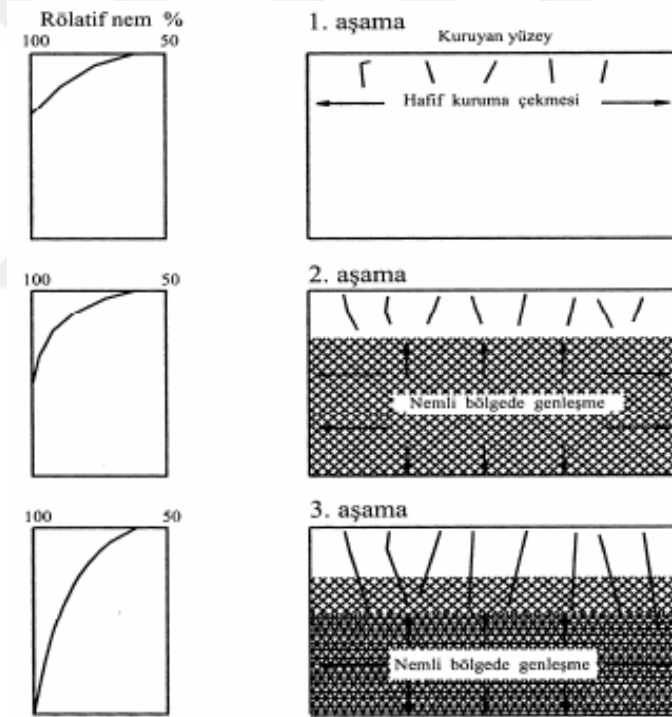 Rölatif nem %
100 50
1. aşama
Kuruyan yüzey
Hafif kuruma çekmesi
100 50
2. aşama
Nemli bölgede genleşme
100 50
3. aşama
Nemli bölgede genleşme